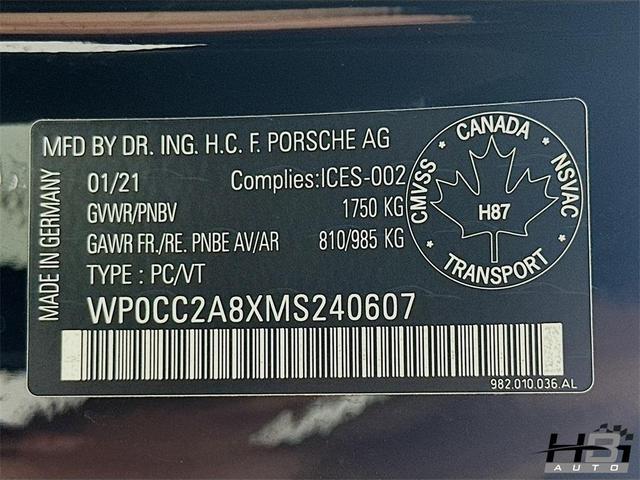 MFD BY DR. ING. H.C. F. PORSCHE AG
MADE IN GERMANY
01/21 Complies:ICES-002
GVWR/PNBV 1750 KG
GAWR FR./RE. PNBE AV/AR 810/985 KG
TYPE : PC/VT
WP0CC2A8XMS240607
982.010.036.AL
CANADA
CMVSS
NSVAC
H87
TRANSPORT
HBi
AUTO